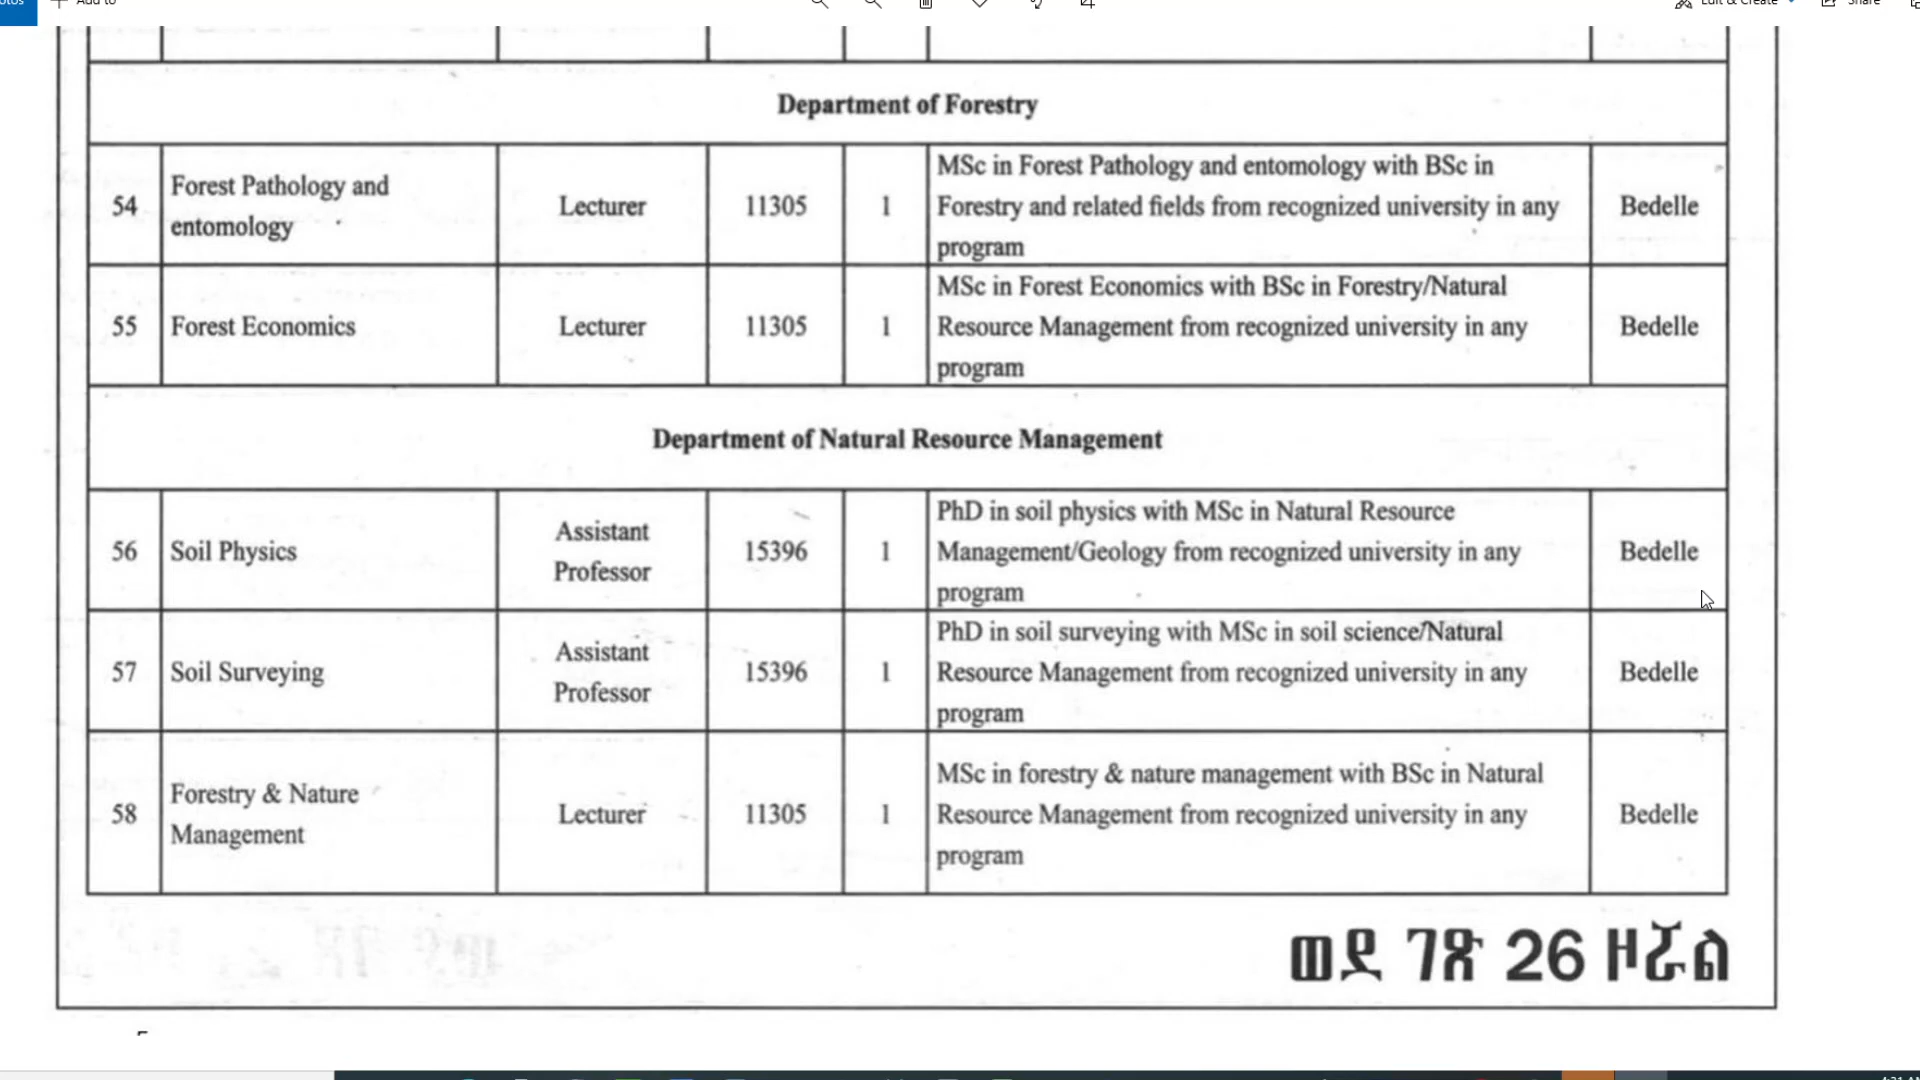 Add to
Edit & Create
Share
Department of Forestry
54
Forest Pathology and
entomology
Lecturer
11305
1
MSc in Forest Pathology and entomology with BSc in
Forestry and related fields from recognized university in any
program
Bedelle
55
Forest Economics
Lecturer
11305
1
MSc in Forest Economics with BSc in Forestry/Natural
Resource Management from recognized university in any
program
Bedelle
Department of Natural Resource Management
56
Soil Physics
Assistant
Professor
15396
1
PhD in soil physics with MSc in Natural Resource
Management/Geology from recognized university in any
program
Bedelle
57
Soil Surveying
Assistant
Professor
15396
1
PhD in soil surveying with MSc in soil science/Natural
Resource Management from recognized university in any
program
Bedelle
58
Forestry & Nature
Management
Lecturer
11305
1
MSc in forestry & nature management with BSc in Natural
Resource Management from recognized university in any
program
Bedelle
ወደ ገጽ 26 ዞሯል